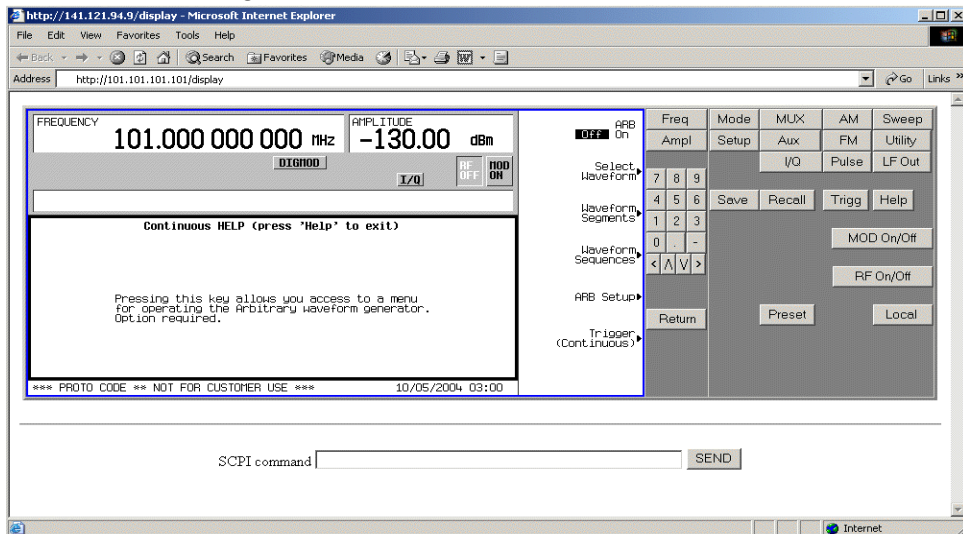 http://141.121.94.9/display - Microsoft Internet Explorer
File Edit View Favorites Tools Help
Back Search Favorites Media
Address http://101.101.101.101/display Go Links »
FREQUENCY
101.000 000 000 MHz
AMPLITUDE
-130.00 dBm
DIGMOD
I/Q
RF OFF
MOD ON
Continuous HELP (press 'Help' to exit)
Pressing this key allows you access to a menu
for operating the Arbitrary waveform generator.
Option required.
*** PROTO CODE ** NOT FOR CUSTOMER USE *** 10/05/2004 03:00
ARB
Off On
Select
Waveform
Waveform
Segments
Waveform
Sequences
ARB Setup
Trigger
(Continuous)
Freq Mode MUX AM Sweep
Ampl Setup Aux FM Utility
I/Q Pulse LF Out
7 8 9
4 5 6 Save Recall Trigg Help
1 2 3
0 . - MOD On/Off
< Λ V >
RF On/Off
Return Preset Local
SCPI command SEND
Internet